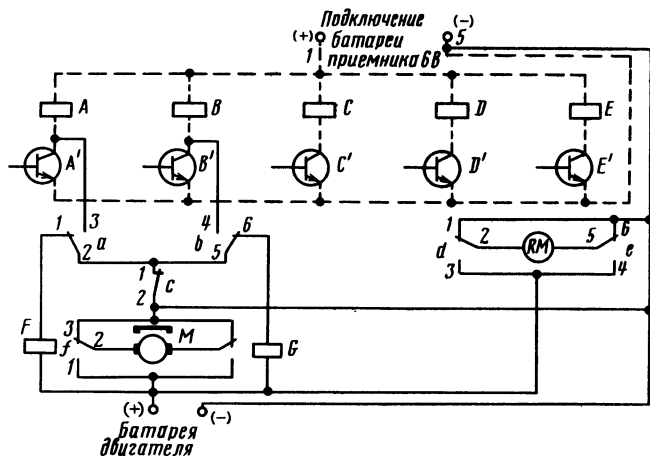 Подключение
(+) батареи (-)
1 приемника 6В 5
A B C D E
A' B' C' D' E'
1 3 4 6 1 6
2 a b 5 d 2 RM 5 e
1 C 3 4
2
F 3 M G
f 2
1
(+) (-)
Батарея
двигателя